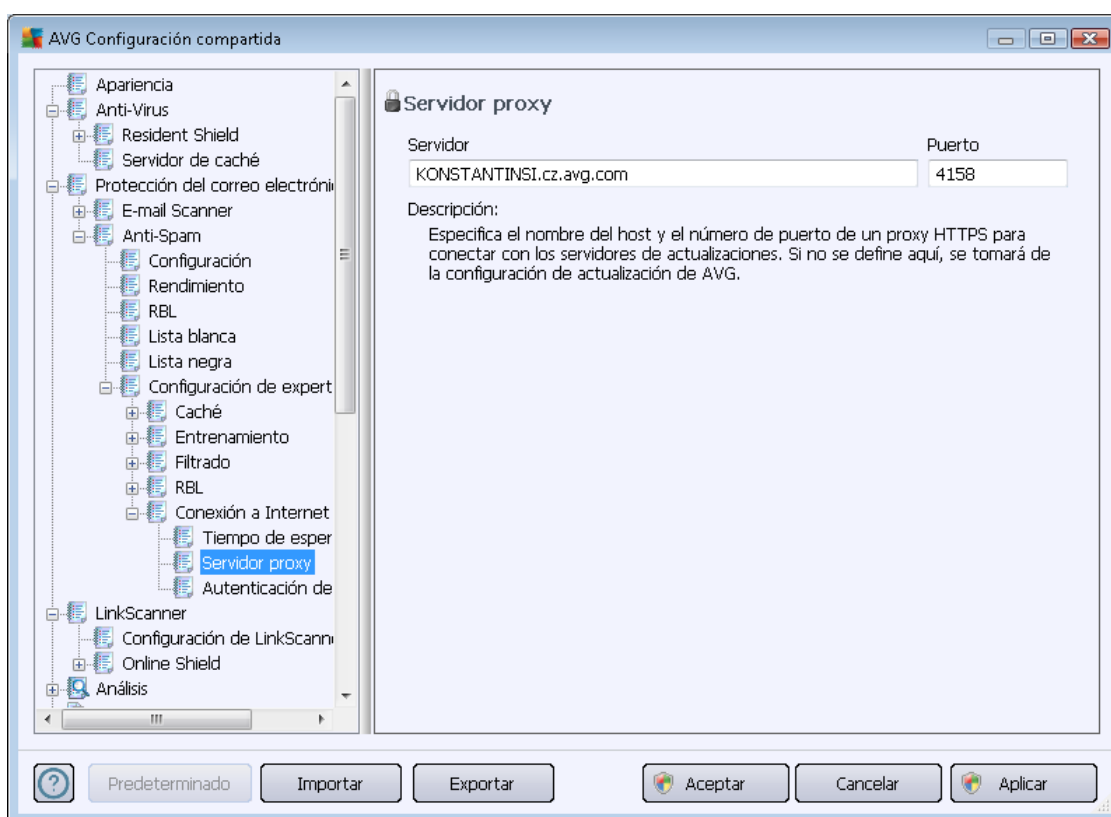 AVG Configuración compartida
Apariencia
Anti-Virus
Resident Shield
Servidor de caché
Protección del correo electróni
E-mail Scanner
Anti-Spam
Configuración
Rendimiento
RBL
Lista blanca
Lista negra
Configuración de expert
Caché
Entrenamiento
Filtrado
RBL
Conexión a Internet
Tiempo de esper
Servidor proxy
Autenticación de
LinkScanner
Configuración de LinkScann
Online Shield
Análisis
Servidor proxy
Servidor Puerto
KONSTANTINSI.cz.avg.com 4158
Descripción:
Especifica el nombre del host y el número de puerto de un proxy HTTPS para
conectar con los servidores de actualizaciones. Si no se define aquí, se tomará de
la configuración de actualización de AVG.
Predeterminado Importar Exportar Aceptar Cancelar Aplicar